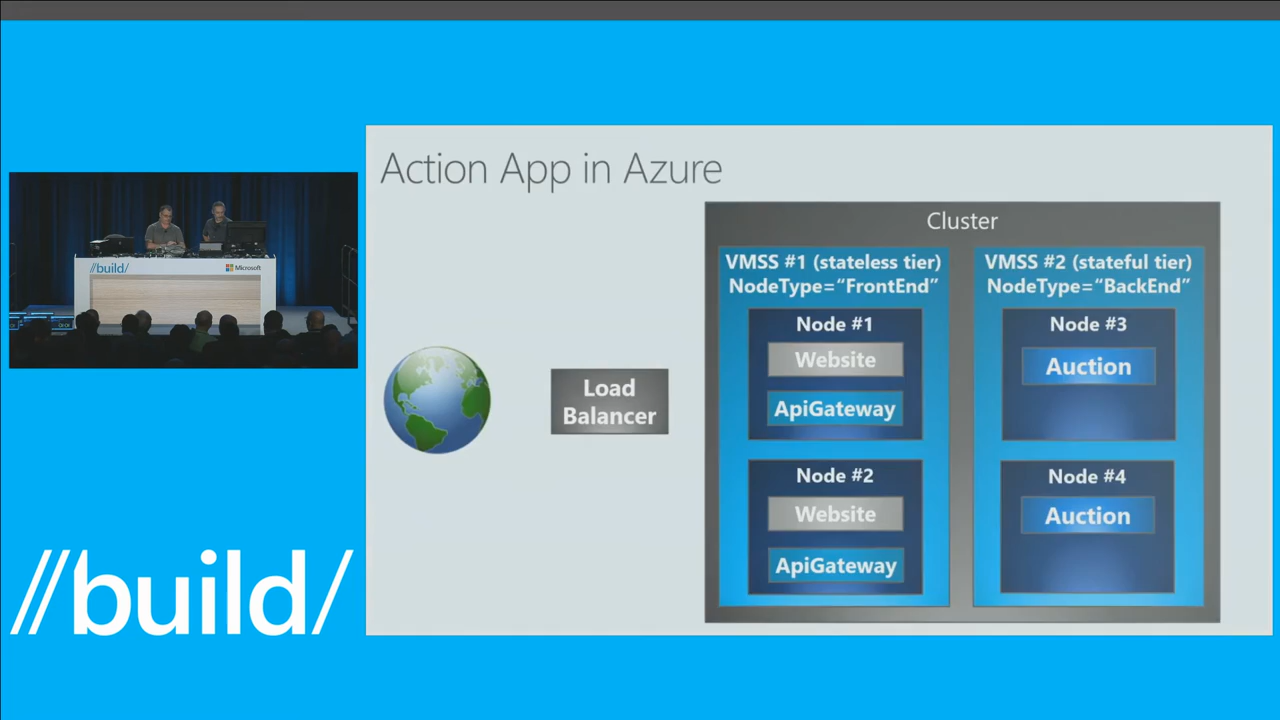 Action App in Azure
Cluster
VMSS #1 (stateless tier)
NodeType=“FrontEnd”
Node #1
Website
ApiGateway
Node #2
Website
ApiGateway
VMSS #2 (stateful tier)
NodeType=“BackEnd”
Node #3
Auction
Node #4
Auction
Load
Balancer
//build/
Microsoft
//build/